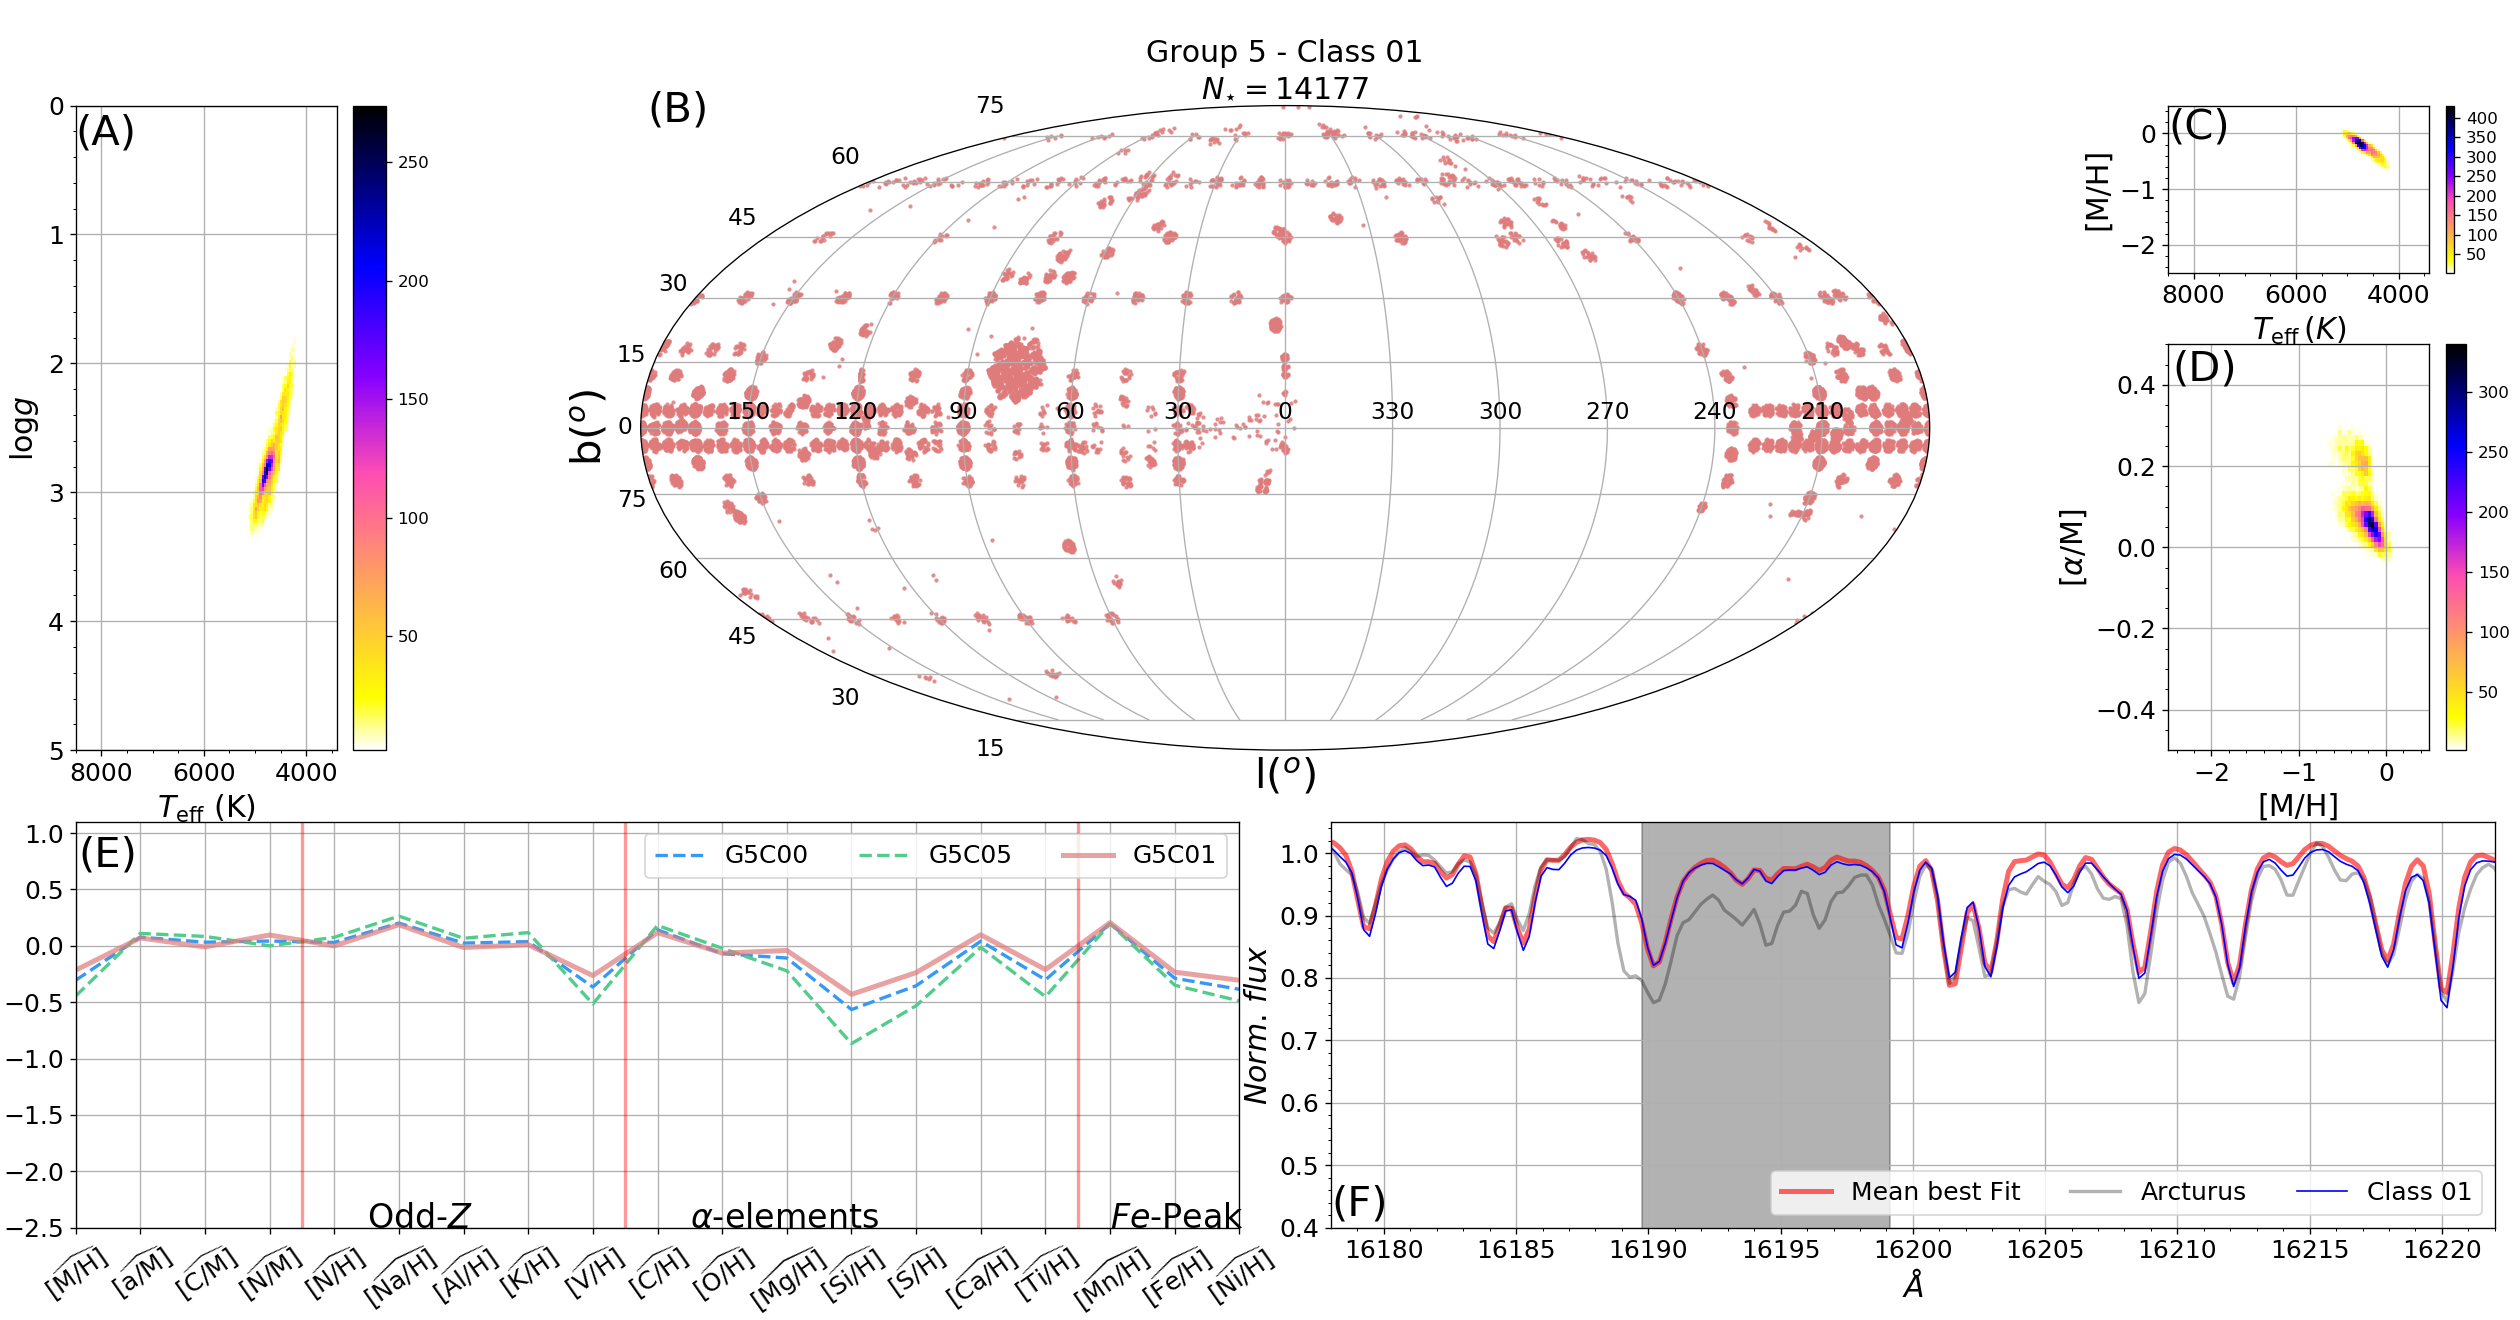 Group 5 - Class 01
N⋆ = 14177
(A)
0
1
2
3
4
5
logg
8000
6000
4000
Teff (K)
250
200
150
100
50
(B)
75
60
45
30
15
0
75
60
45
30
15
b(o)
150
120
90
60
30
0
330
300
270
240
210
l(o)
(C)
0
−1
−2
[M/H]
8000
6000
4000
Teff (K)
400
350
300
250
200
150
100
50
(D)
0.4
0.2
0.0
−0.2
−0.4
[α/M]
−2
−1
0
[M/H]
300
250
200
150
100
50
(E)
1.0
0.5
0.0
−0.5
−1.0
−1.5
−2.0
−2.5
G5C00
G5C05
G5C01
Odd-Z
α-elements
Fe-Peak
[M/H]
[a/M]
[C/M]
[N/M]
[N/H]
[Na/H]
[Al/H]
[K/H]
[V/H]
[C/H]
[O/H]
[Mg/H]
[Si/H]
[S/H]
[Ca/H]
[Ti/H]
[Mn/H]
[Fe/H]
[Ni/H]
(F)
1.0
0.9
0.8
0.7
0.6
0.5
0.4
Norm. flux
Mean best Fit
Arcturus
Class 01
16180
16185
16190
16195
16200
16205
16210
16215
16220
Å